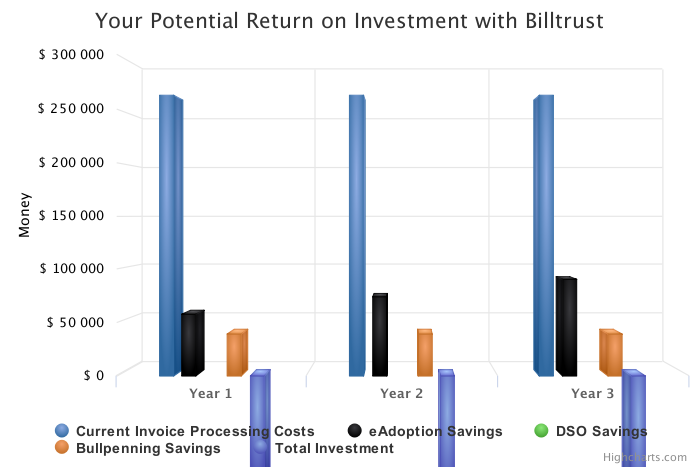 Your Potential Return on Investment with Billtrust
$ 300 000
$ 250 000
$ 200 000
$ 150 000
$ 100 000
$ 50 000
$ 0
Money
Year 1
Year 2
Year 3
Current Invoice Processing Costs
eAdoption Savings
DSO Savings
Bullpenning Savings
Total Investment
Highcharts.com